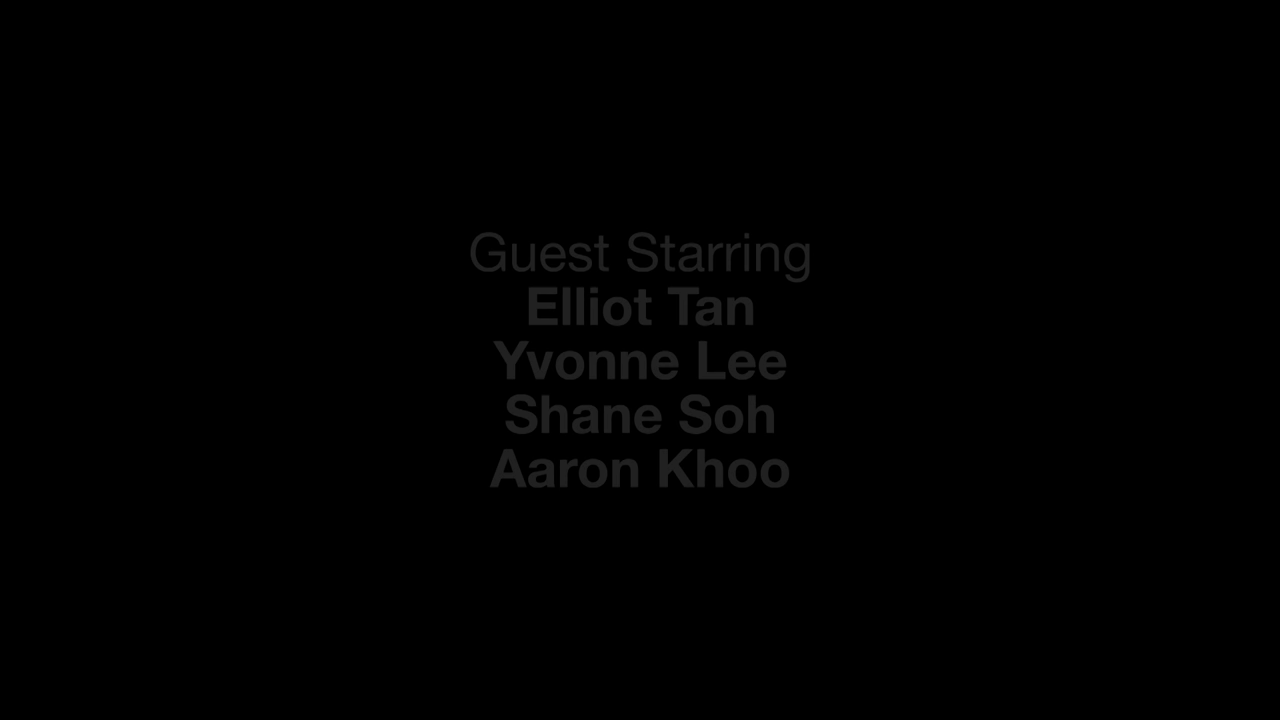 Guest Starring
Elliot Tan
Yvonne Lee
Shane Soh
Aaron Khoo